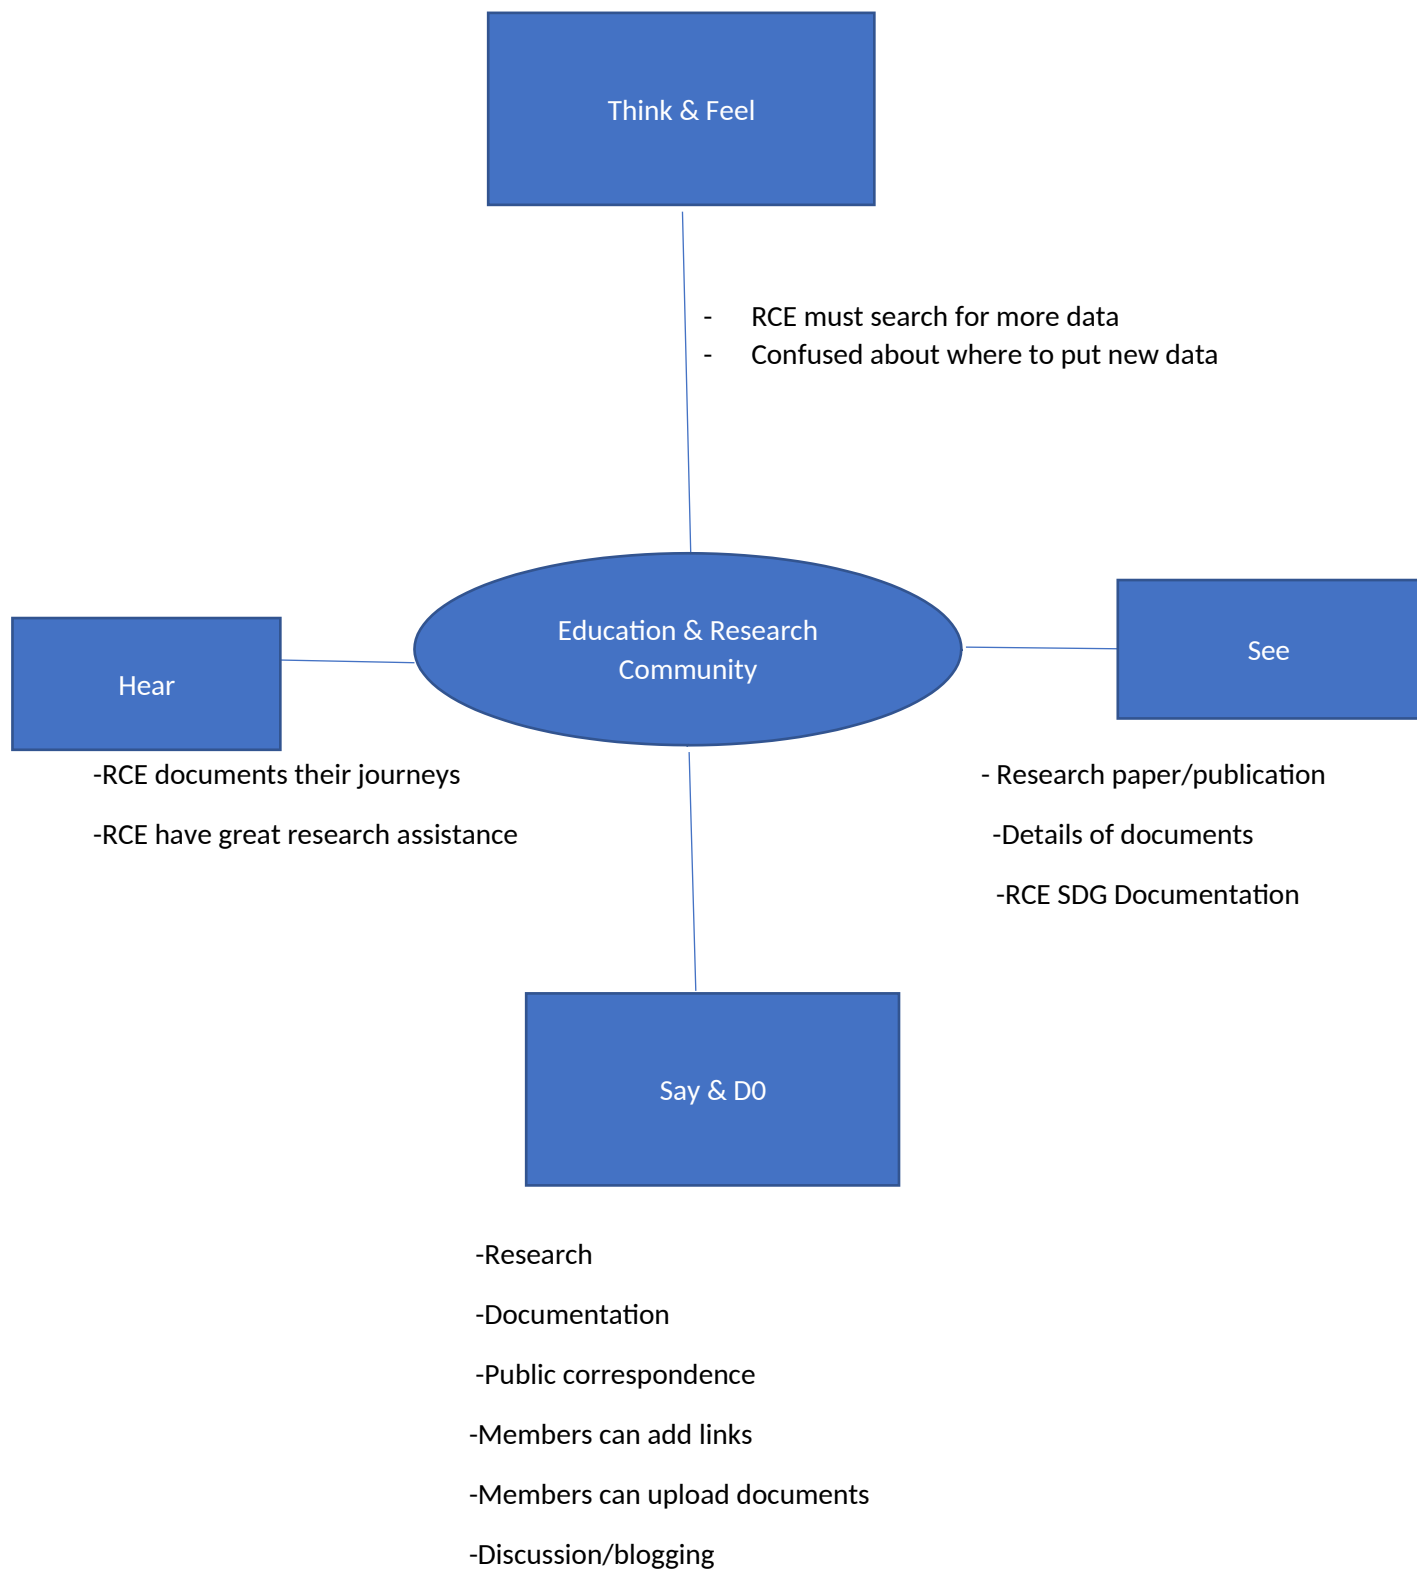 Think & Feel
- RCE must search for more data
- Confused about where to put new data
Education & Research
Community
Hear
See
-RCE documents their journeys
-RCE have great research assistance
- Research paper/publication
-Details of documents
-RCE SDG Documentation
Say & D0
-Research
-Documentation
-Public correspondence
-Members can add links
-Members can upload documents
-Discussion/blogging